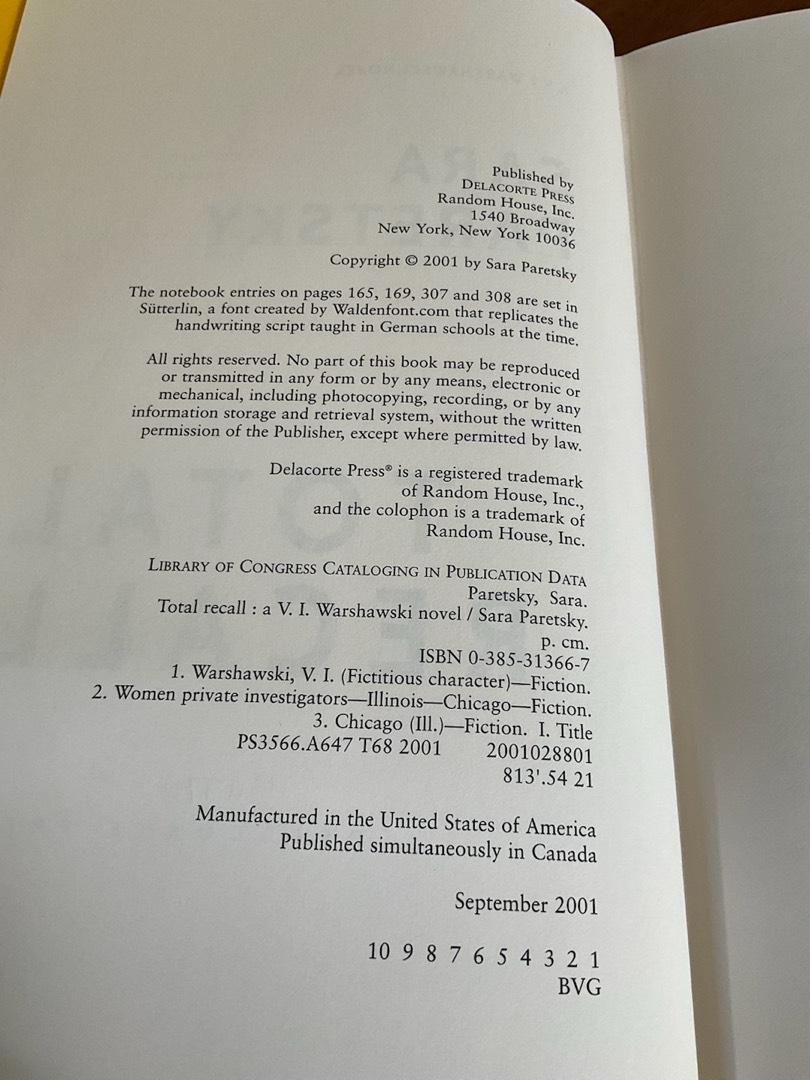 Published by
DELACORTE PRESS
Random House, Inc.
1540 Broadway
New York, New York 10036
Copyright © 2001 by Sara Paretsky
The notebook entries on pages 165, 169, 307 and 308 are set in
Sütterlin, a font created by Waldenfont.com that replicates the
handwriting script taught in German schools at the time.
All rights reserved. No part of this book may be reproduced
or transmitted in any form or by any means, electronic or
mechanical, including photocopying, recording, or by any
information storage and retrieval system, without the written
permission of the Publisher, except where permitted by law.
Delacorte Press® is a registered trademark
of Random House, Inc.,
and the colophon is a trademark of
Random House, Inc.
LIBRARY OF CONGRESS CATALOGING IN PUBLICATION DATA
Paretsky, Sara.
Total recall : a V. I. Warshawski novel / Sara Paretsky.
p. cm.
ISBN 0-385-31366-7
1. Warshawski, V. I. (Fictitious character)—Fiction.
2. Women private investigators—Illinois—Chicago—Fiction.
3. Chicago (Ill.)—Fiction. I. Title
PS3566.A647 T68 2001 2001028801
813'.54 21
Manufactured in the United States of America
Published simultaneously in Canada
September 2001
10 9 8 7 6 5 4 3 2 1
BVG